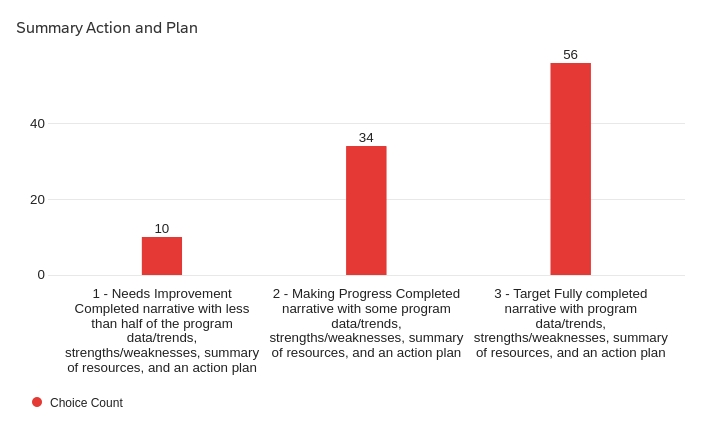 Summary Action and Plan
56
40
34
20
10
0
1 - Needs Improvement
Completed narrative with less
than half of the program
data/trends,
strengths/weaknesses, summary
of resources, and an action plan
2 - Making Progress Completed
narrative with some program
data/trends,
strengths/weaknesses, summary
of resources, and an action plan
3 - Target Fully completed
narrative with program
data/trends,
strengths/weaknesses, summary
of resources, and an action plan
Choice Count